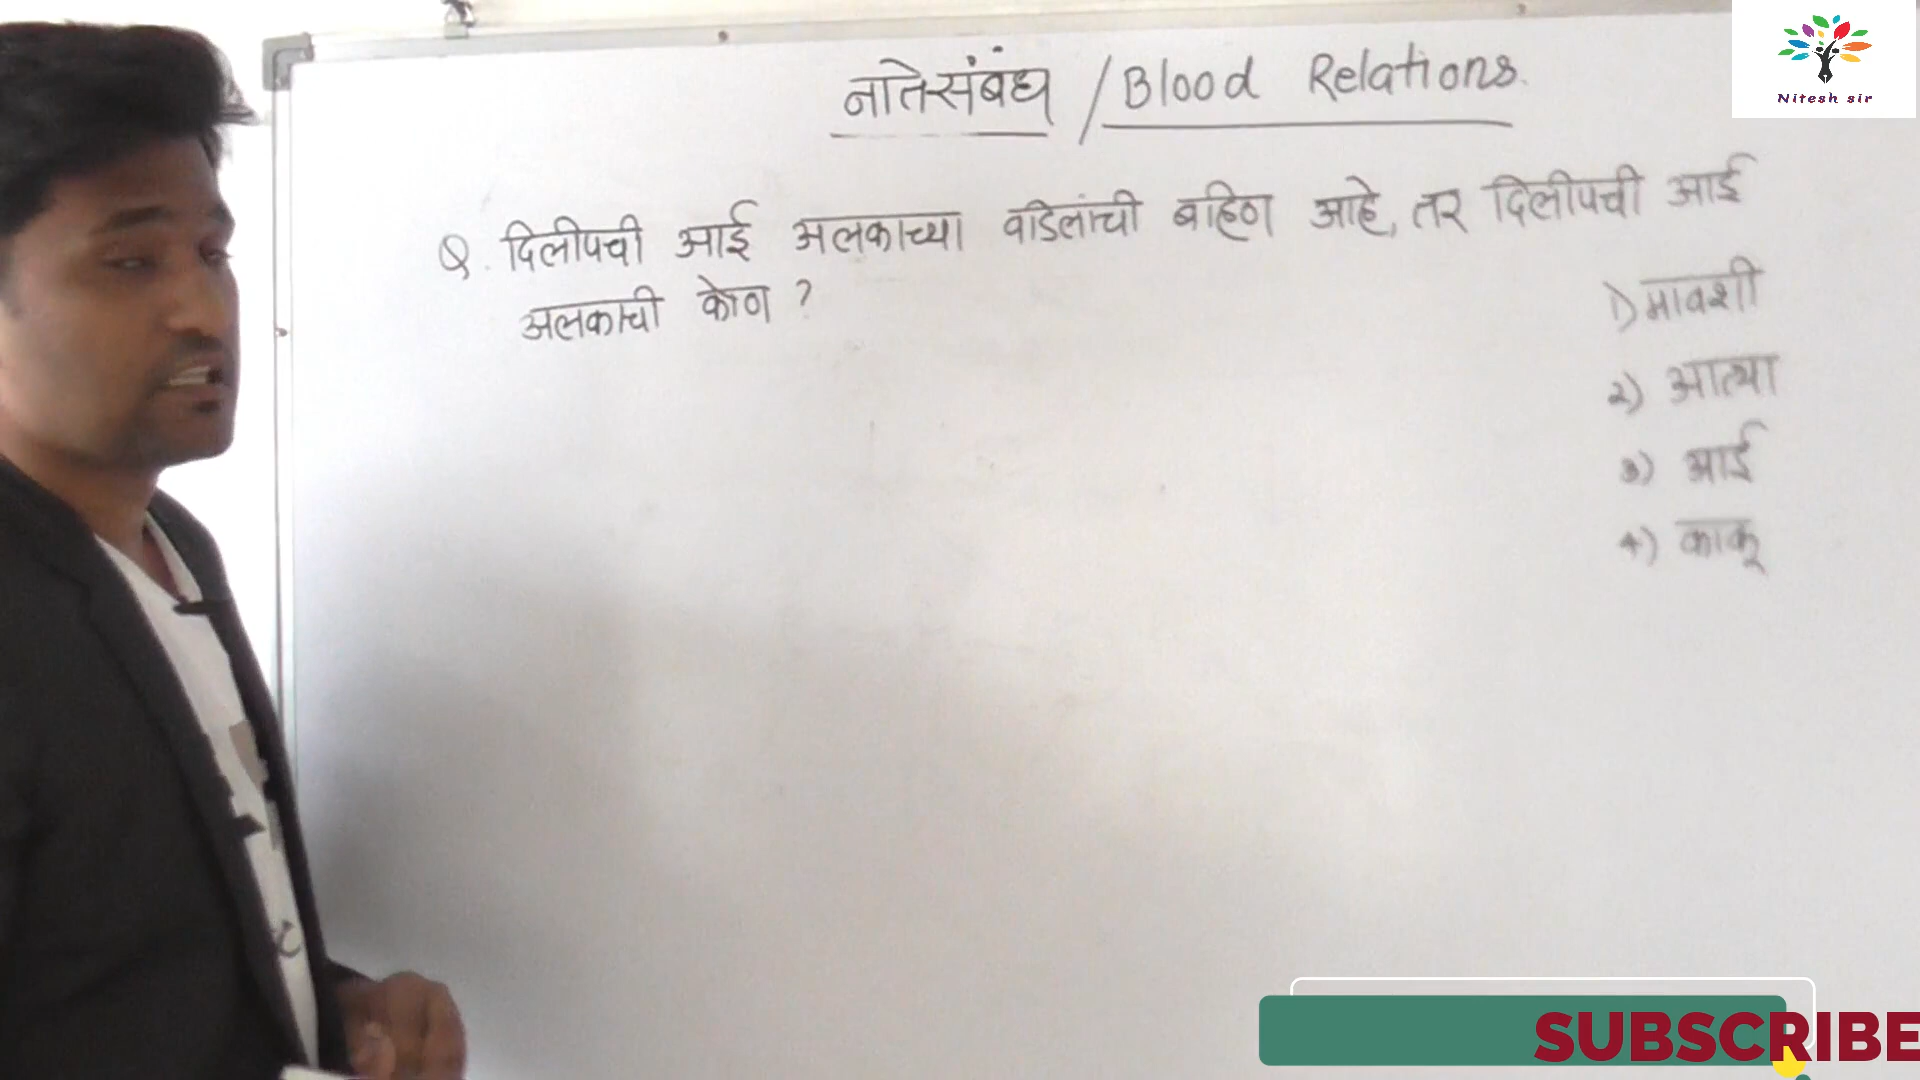 नातेसंबंध / Blood Relations.
Nitesh sir
Q. दिलीपची आई अलकाच्या वडिलांची बहिण आहे, तर दिलीपची आई
अलकाची कोण ?
1) मावशी
2) आत्या
3) आई
4) काकू
SUBSCRIBE